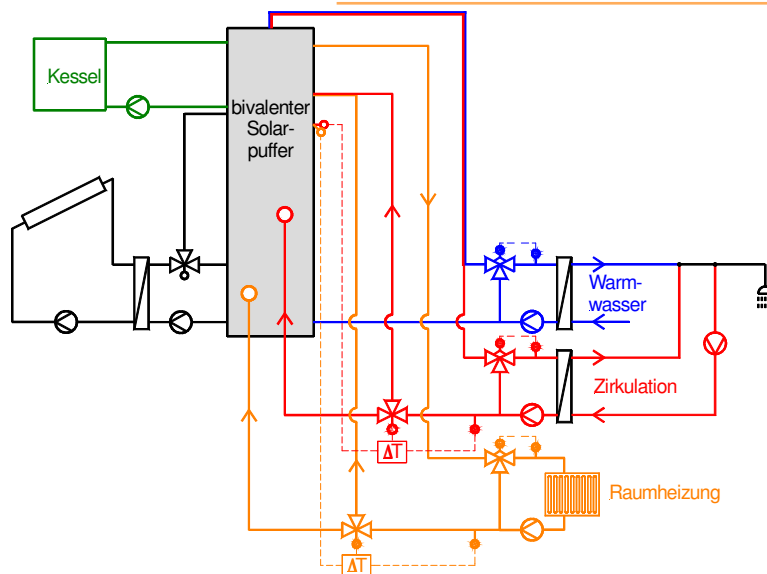 Kessel
bivalenter
Solar-
puffer
Warm-
wasser
Zirkulation
ΔT
Raumheizung
ΔT